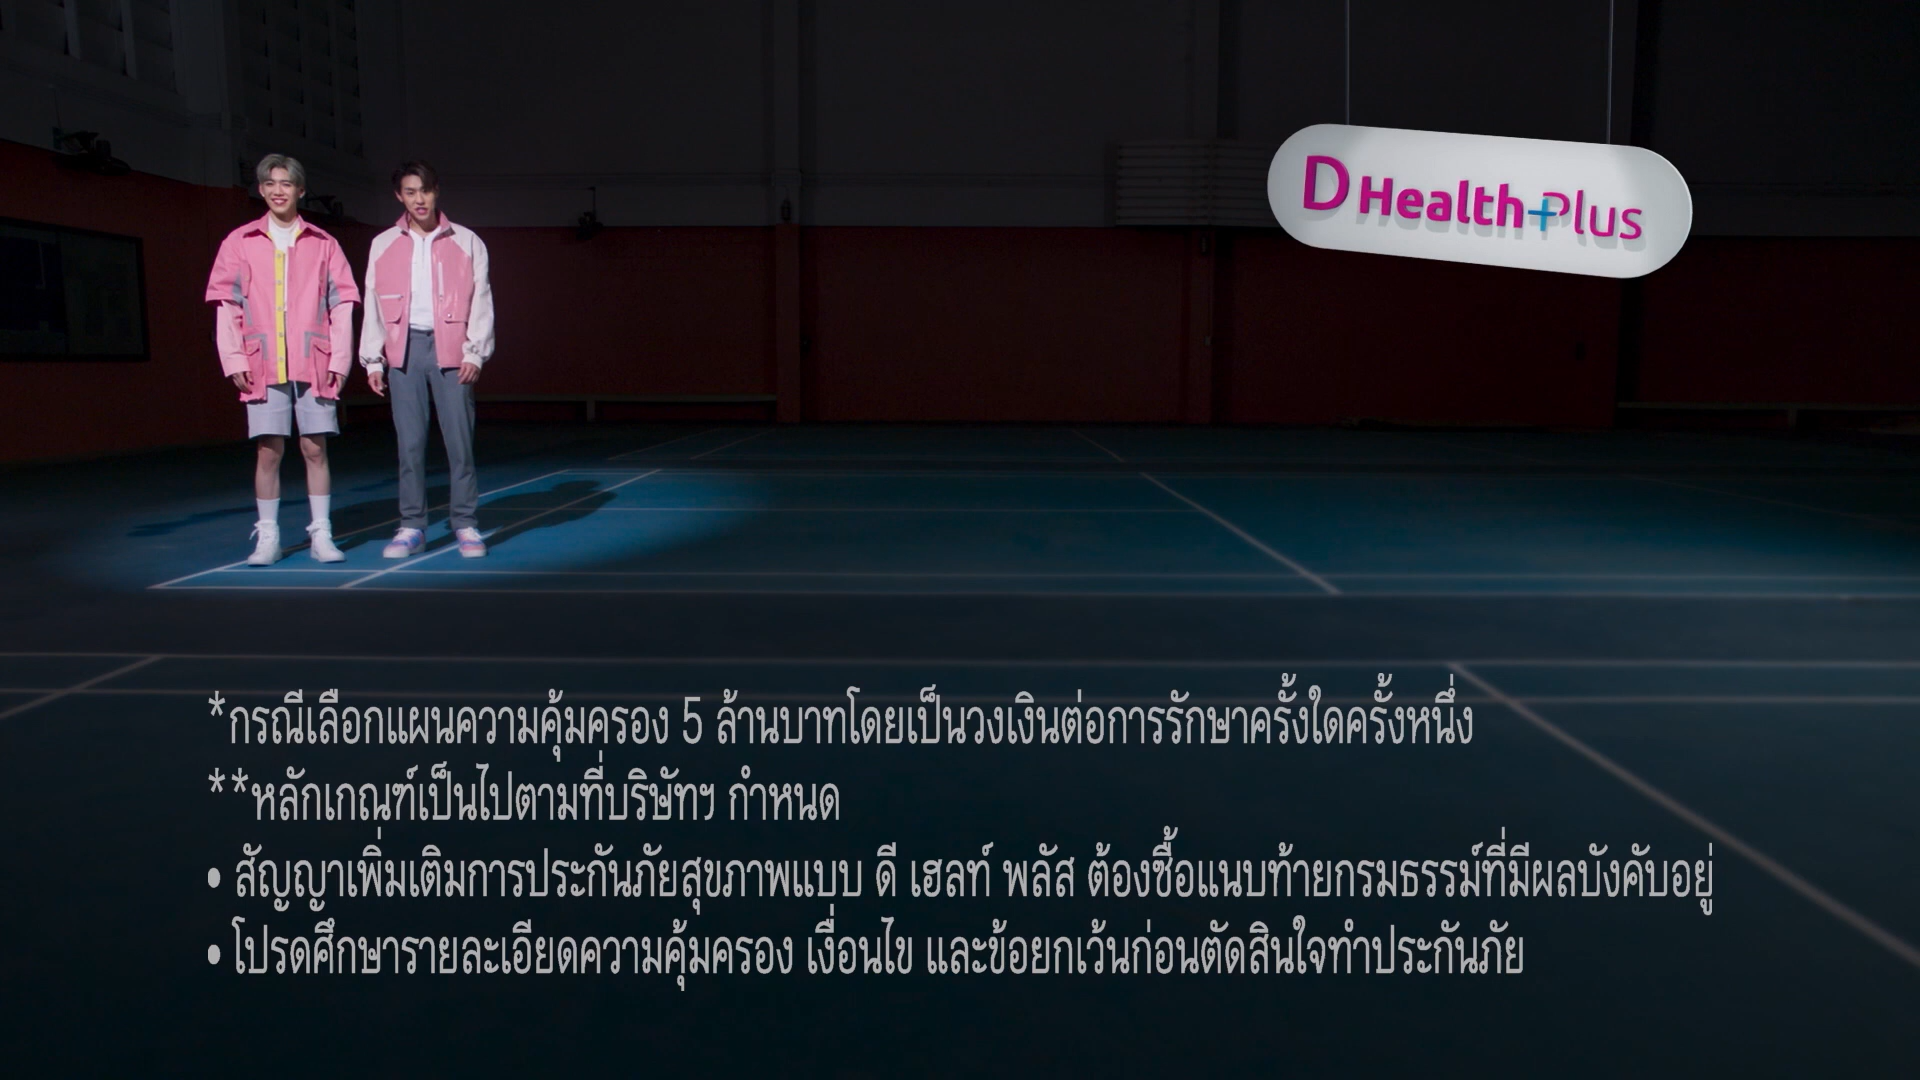 D Health Plus
*กรณีเลือกแผนความคุ้มครอง 5 ล้านบาทโดยเป็นวงเงินต่อการรักษาครั้งใดครั้งหนึ่ง
**หลักเกณฑ์เป็นไปตามที่บริษัทฯ กำหนด
• สัญญาเพิ่มเติมการประกันภัยสุขภาพแบบ ดี เฮลท์ พลัส ต้องซื้อแนบท้ายกรมธรรม์ที่มีผลบังคับอยู่
• โปรดศึกษารายละเอียดความคุ้มครอง เงื่อนไข และข้อยกเว้นก่อนตัดสินใจทำประกันภัย